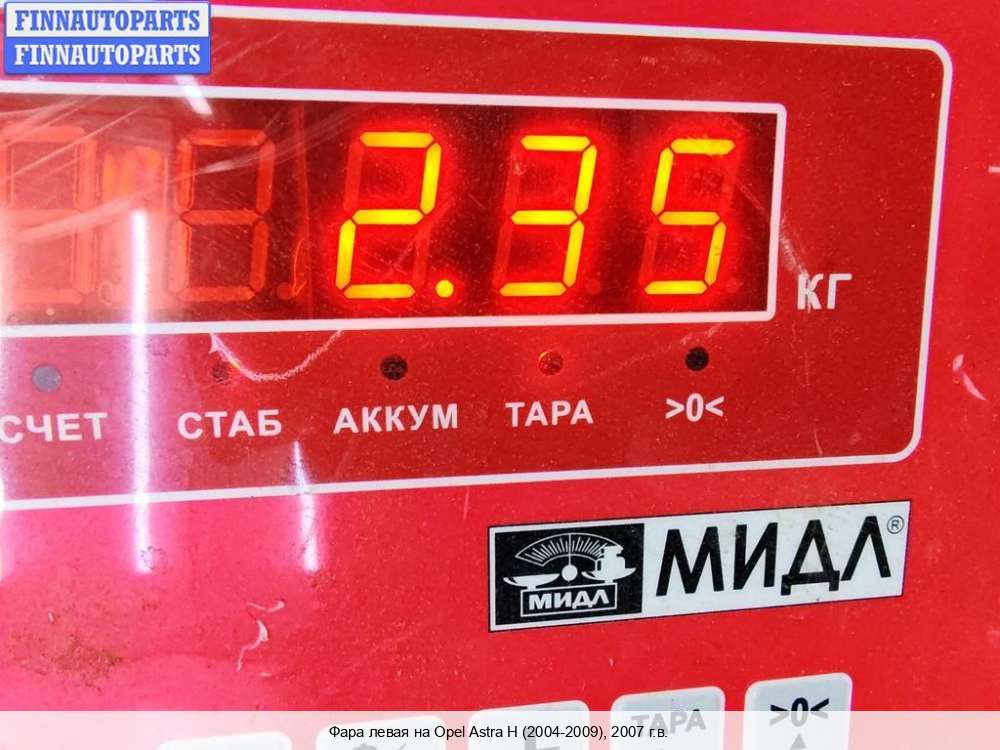 FINNAUTOPARTS
FINNAUTOPARTS
2.35
КГ
СЧЕТ СТАБ АККУМ ТАРА >0<
МИДЛ МИДЛ®
ТАРА >0<
Фара левая на Opel Astra H (2004-2009), 2007 г.в.